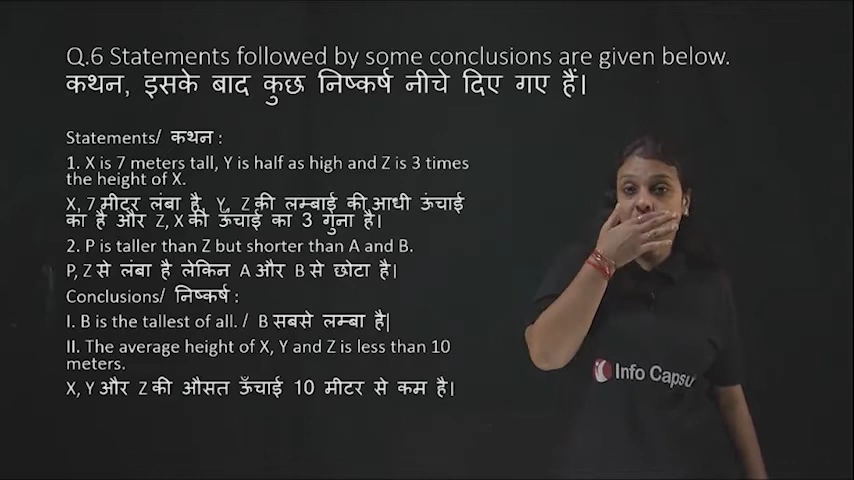 Q.6 Statements followed by some conclusions are given below.
कथन, इसके बाद कुछ निष्कर्ष नीचे दिए गए हैं।
Statements/ कथन :
1. X is 7 meters tall, Y is half as high and Z is 3 times
the height of X.
X, 7 मीटर लंबा है, Y, Z की लम्बाई की आधी ऊंचाई
का है और Z, X की ऊँचाई का 3 गुना है।
2. P is taller than Z but shorter than A and B.
P, Z से लंबा है लेकिन A और B से छोटा है।
Conclusions/ निष्कर्ष :
I. B is the tallest of all. / B सबसे लम्बा है|
II. The average height of X, Y and Z is less than 10
meters.
X, Y और Z की औसत ऊँचाई 10 मीटर से कम है।
Info Capsu